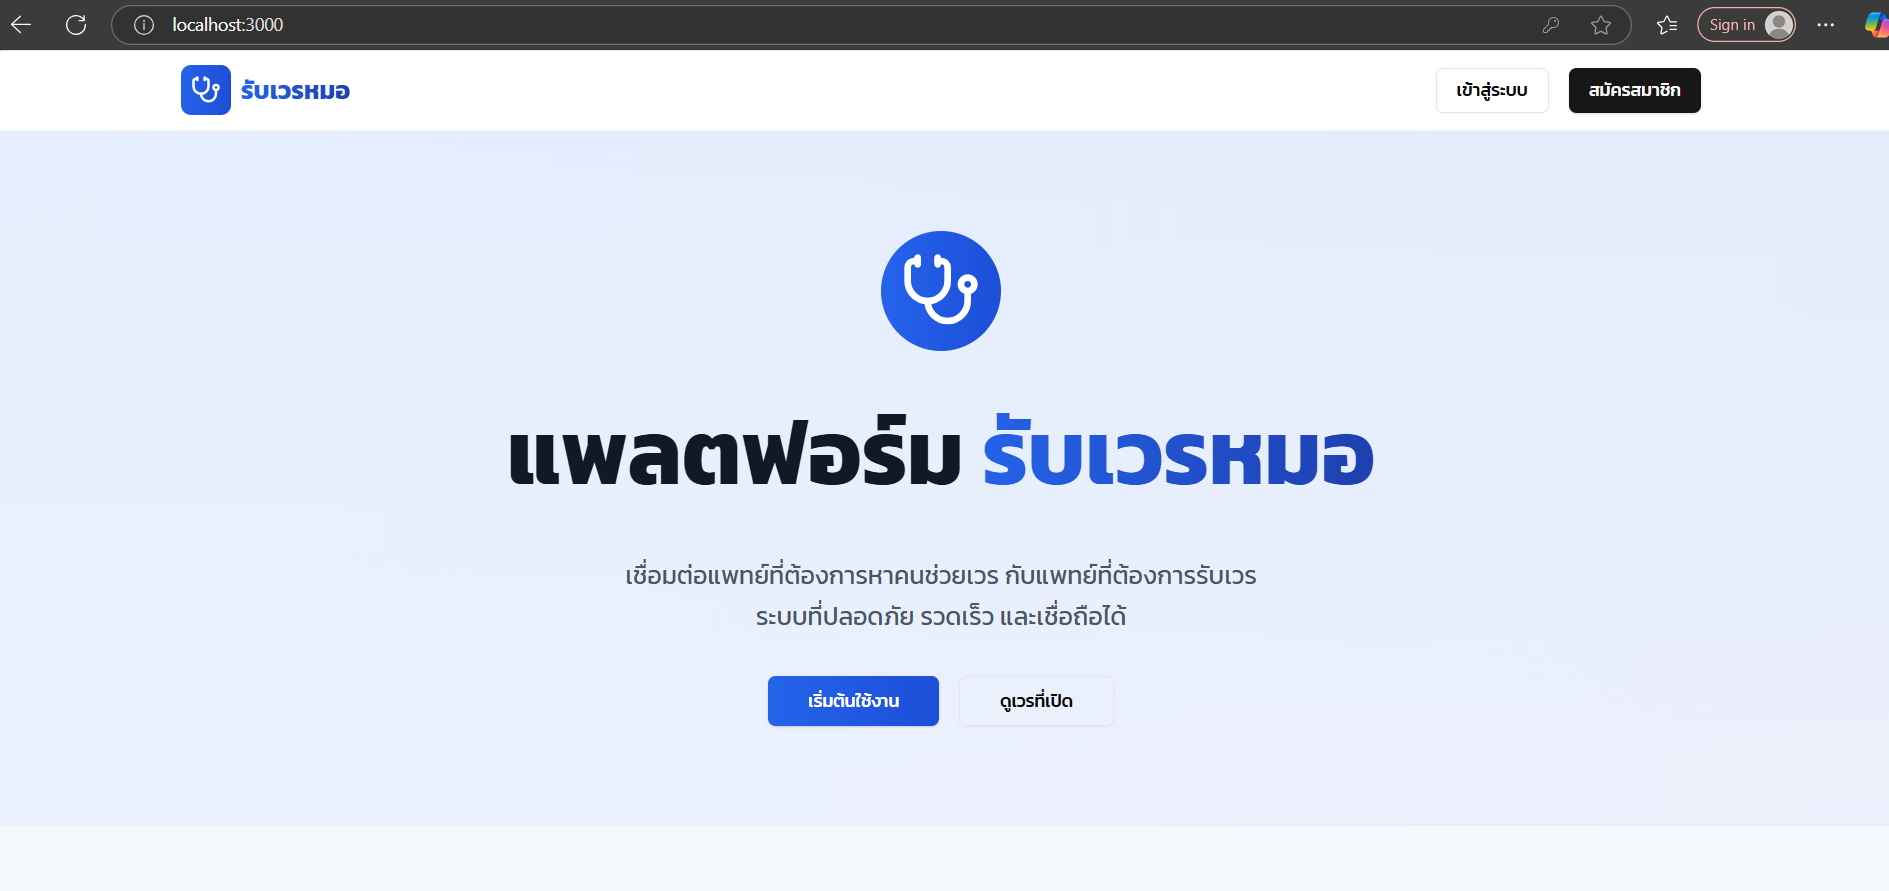 localhost:3000
Sign in
รับเวรหมอ
เข้าสู่ระบบ
สมัครสมาชิก
แพลตฟอร์ม รับเวรหมอ
เชื่อมต่อแพทย์ที่ต้องการหาคนช่วยเวร กับแพทย์ที่ต้องการรับเวร
ระบบที่ปลอดภัย รวดเร็ว และเชื่อถือได้
เริ่มต้นใช้งาน
ดูเวรที่เปิด